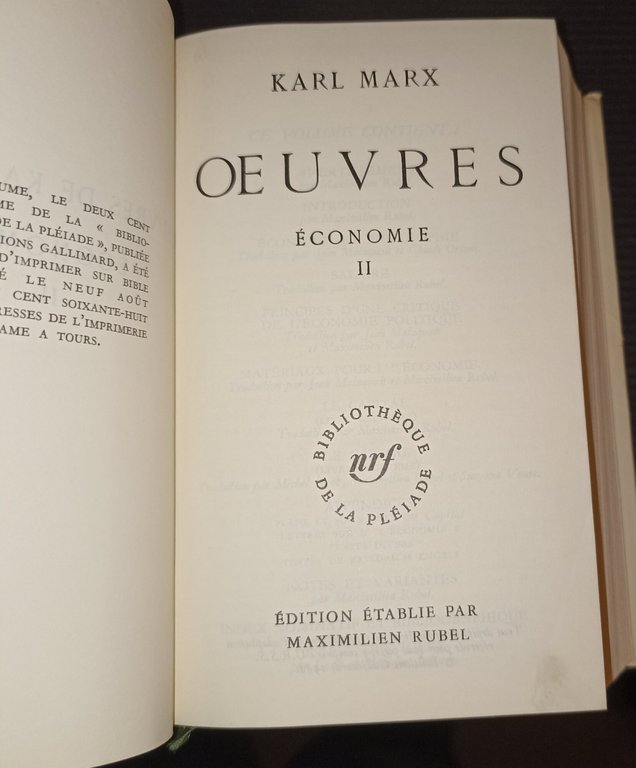 UME, LE DEUX CENT
ME DE LA « BIBLIO-
DE LA PLÉIADE », PUBLIÉE
IONS GALLIMARD, A ÉTÉ
D'IMPRIMER SUR BIBLE
É LE NEUF AOÛT
CENT SOIXANTE-HUIT
RESSES DE L'IMPRIMERIE
AME A TOURS.
KARL MARX
OEUVRES
ÉCONOMIE
II
BIBLIOTHÈQUE
nrf
DE LA PLÉIADE
ÉDITION ÉTABLIE PAR
MAXIMILIEN RUBEL